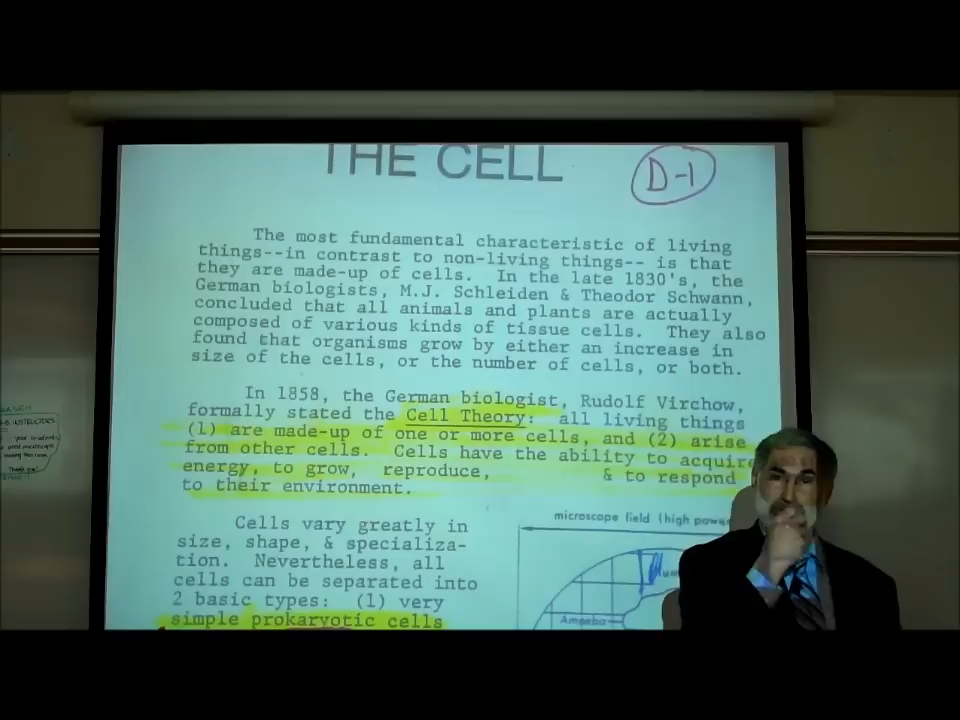 THE CELL
D-1
The most fundamental characteristic of living
things--in contrast to non-living things-- is that
they are made-up of cells. In the late 1830's, the
German biologists, M.J. Schleiden & Theodor Schwann,
concluded that all animals and plants are actually
composed of various kinds of tissue cells. They also
found that organisms grow by either an increase in
size of the cells, or the number of cells, or both.
In 1858, the German biologist, Rudolf Virchow,
formally stated the Cell Theory: all living things
(1) are made-up of one or more cells, and (2) arise
from other cells. Cells have the ability to acquire
energy, to grow, reproduce, & to respond
to their environment.
Cells vary greatly in
size, shape, & specializa-
tion. Nevertheless, all
cells can be separated into
2 basic types: (1) very
simple prokaryotic cells
microscope field (high power
Amoeba
INSTRUCTORS
your students
used microscope
Thank you!